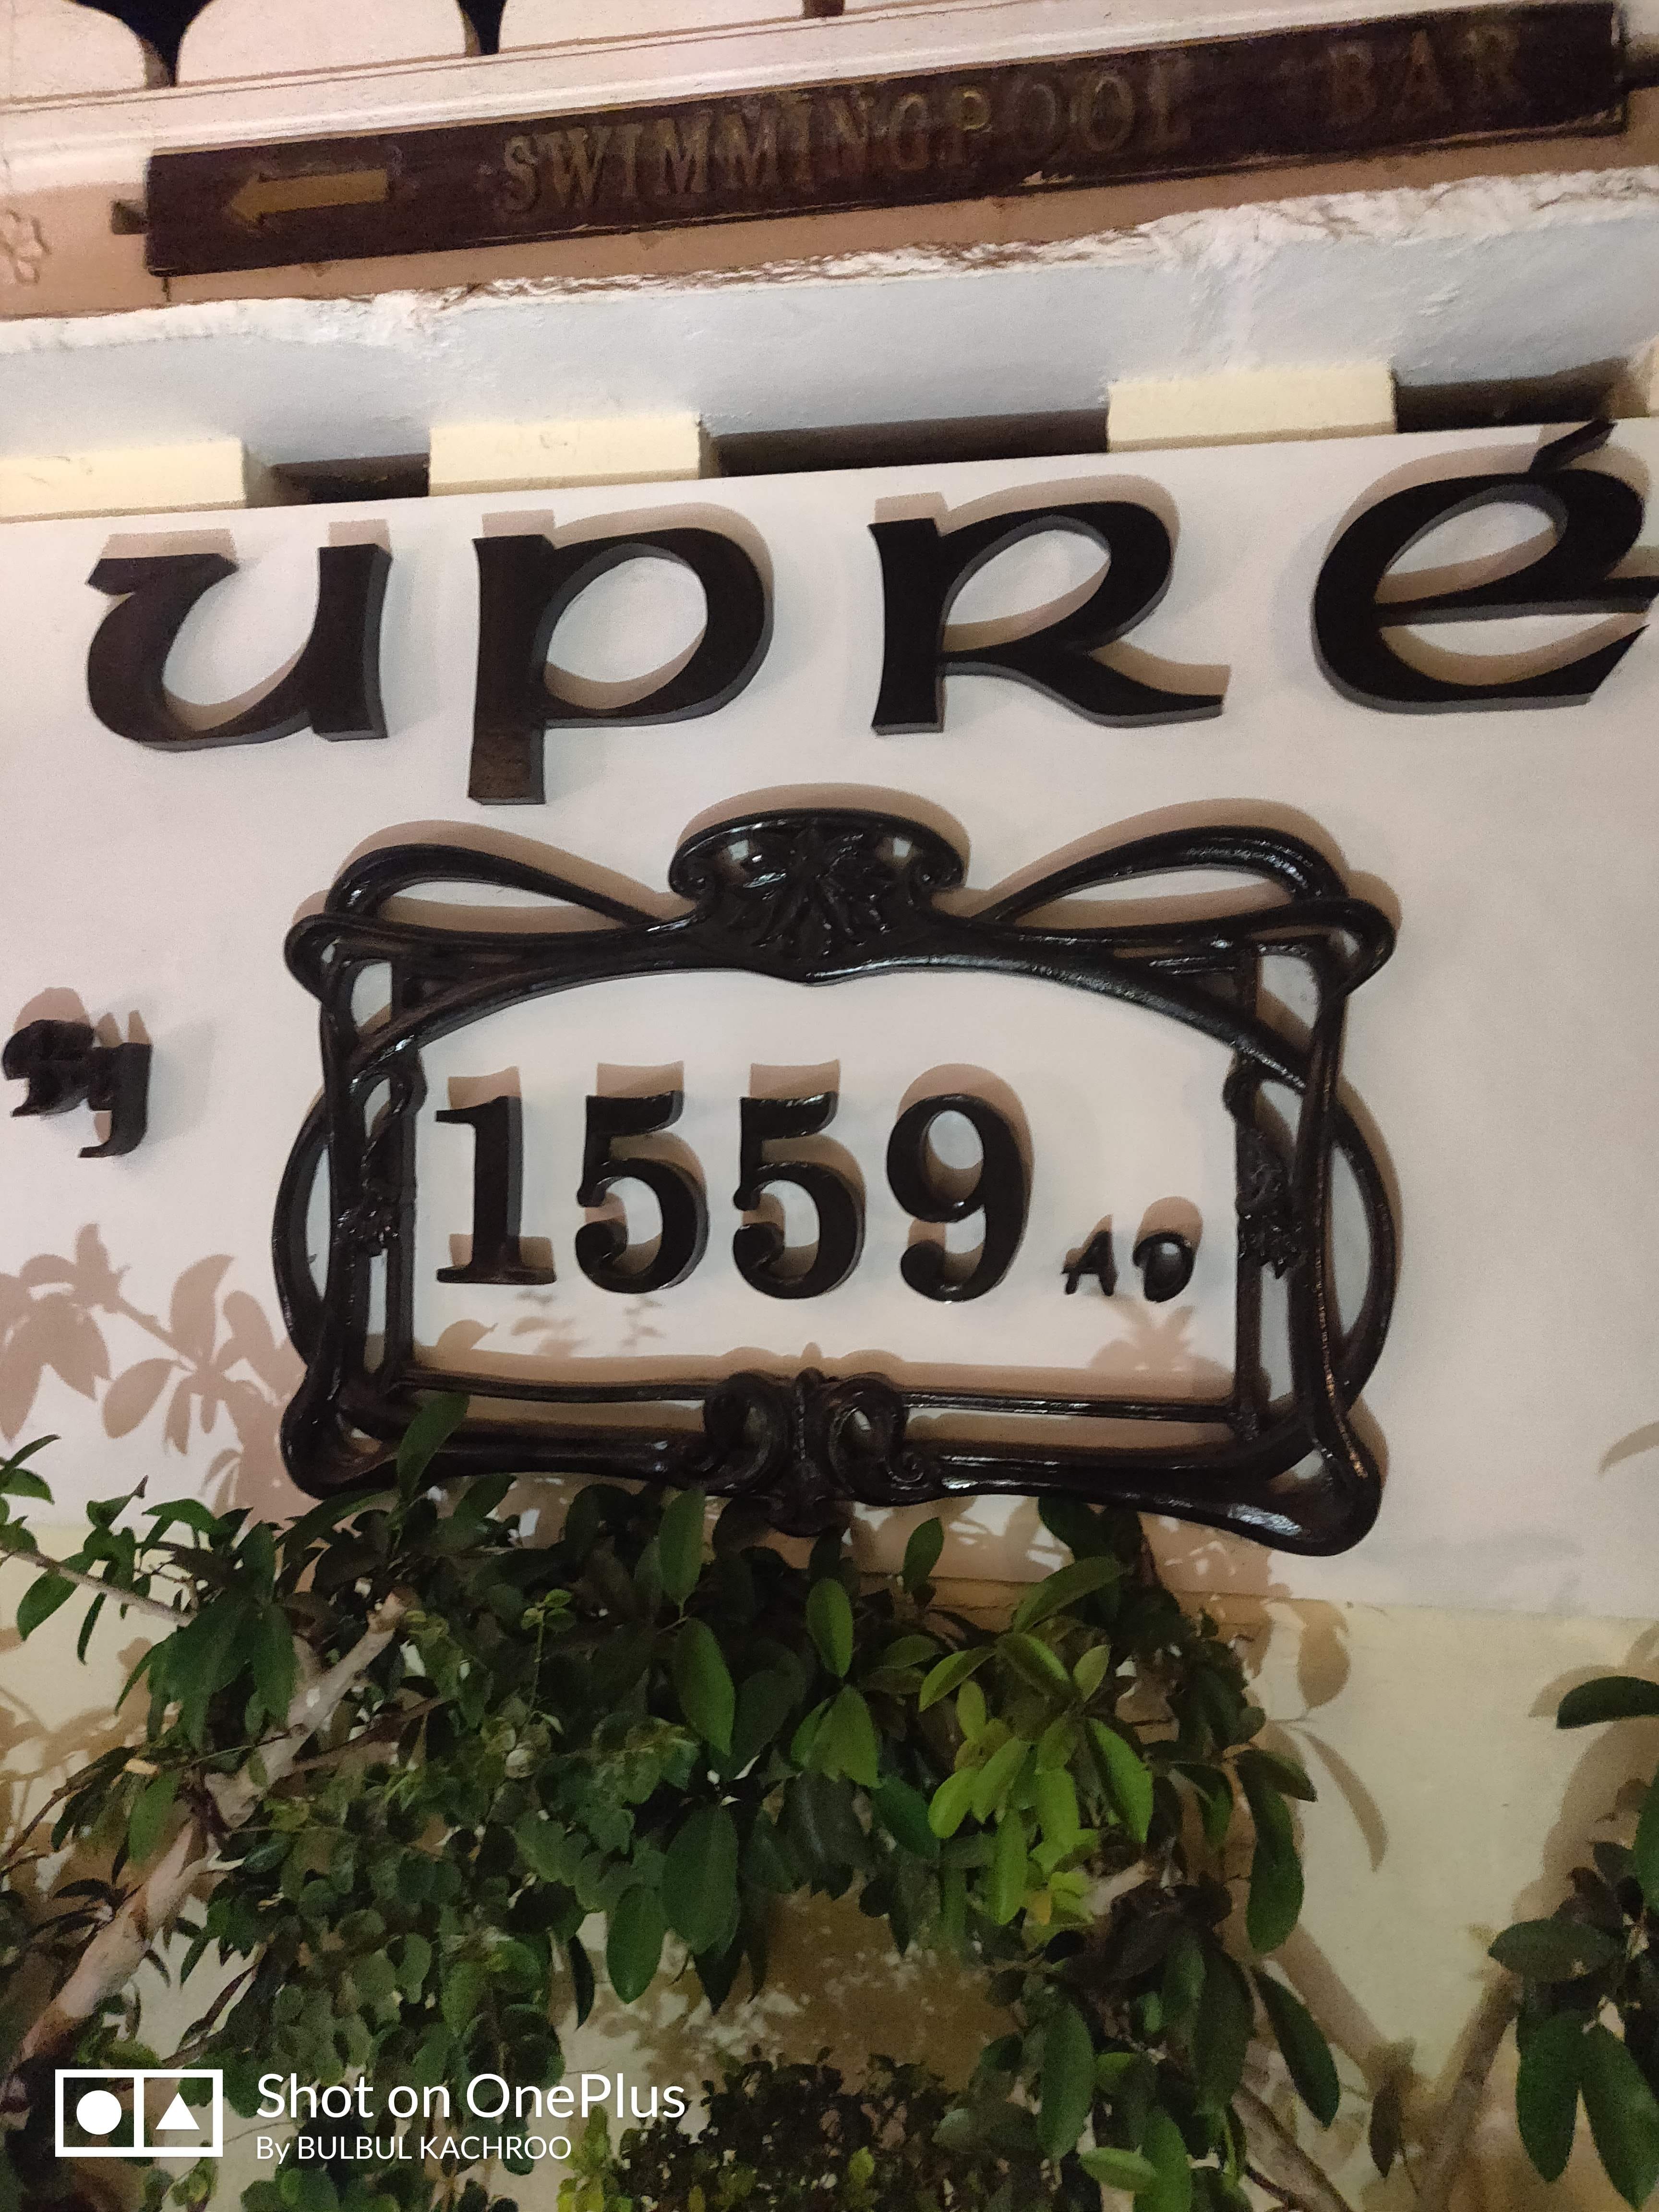 SWIMMINGPOOL BAR
upRé
1559 AD
Shot on OnePlus
By BULBUL KACHROO